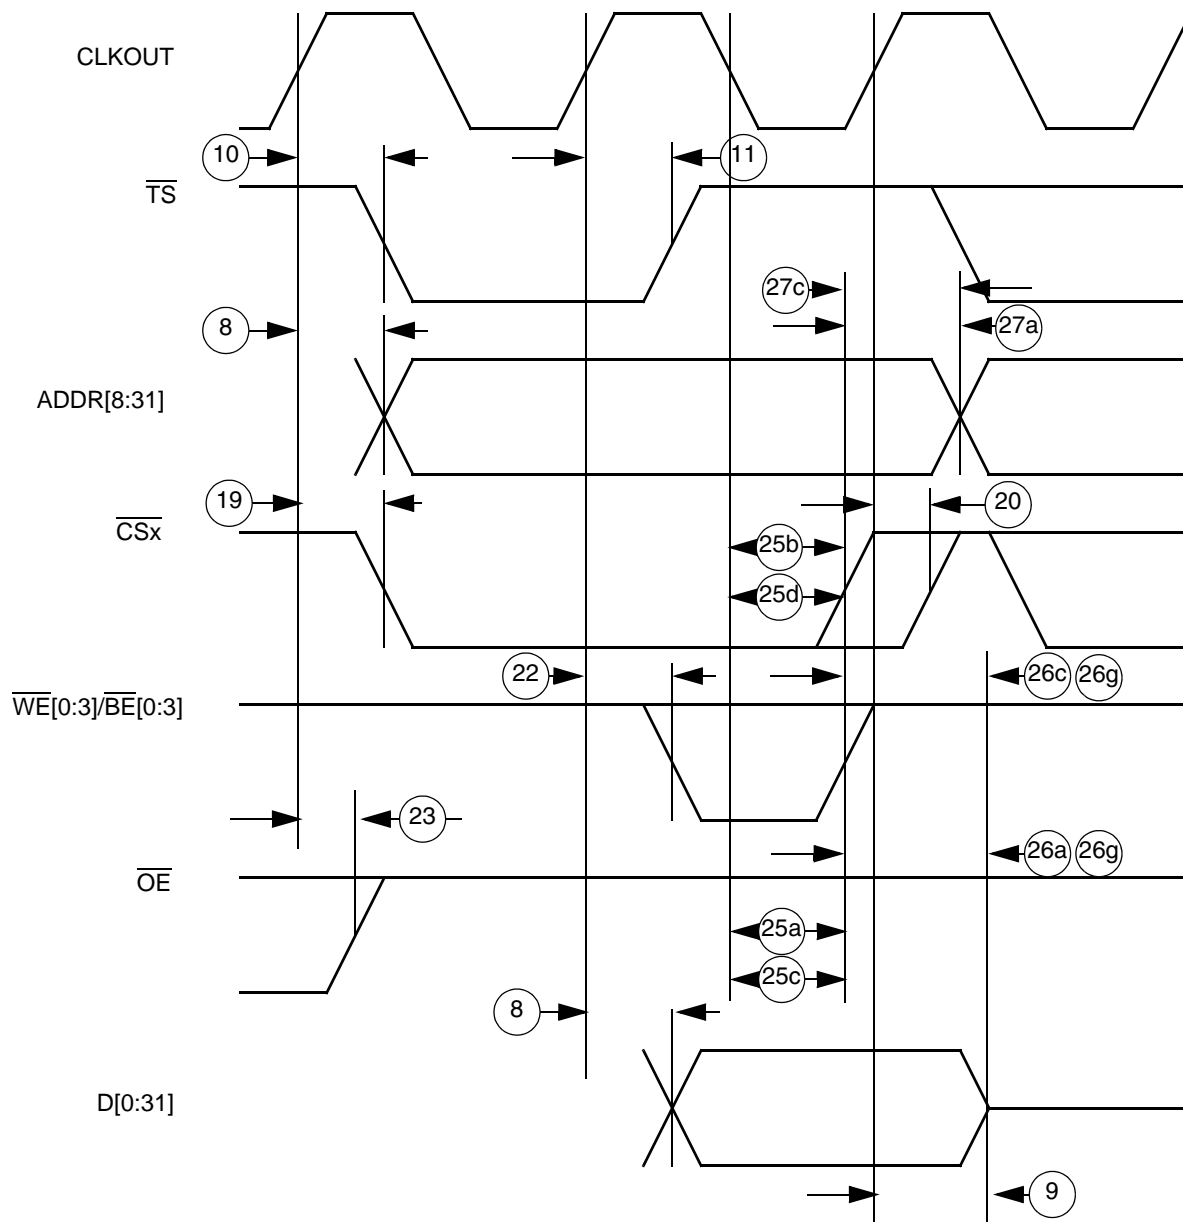 CLKOUT
10
11
TS
27c
8
27a
ADDR[8:31]
19
20
CSx
25b
25d
22
26c 26g
WE[0:3]/BE[0:3]
23
26a 26g
OE
25a
25c
8
D[0:31]
9